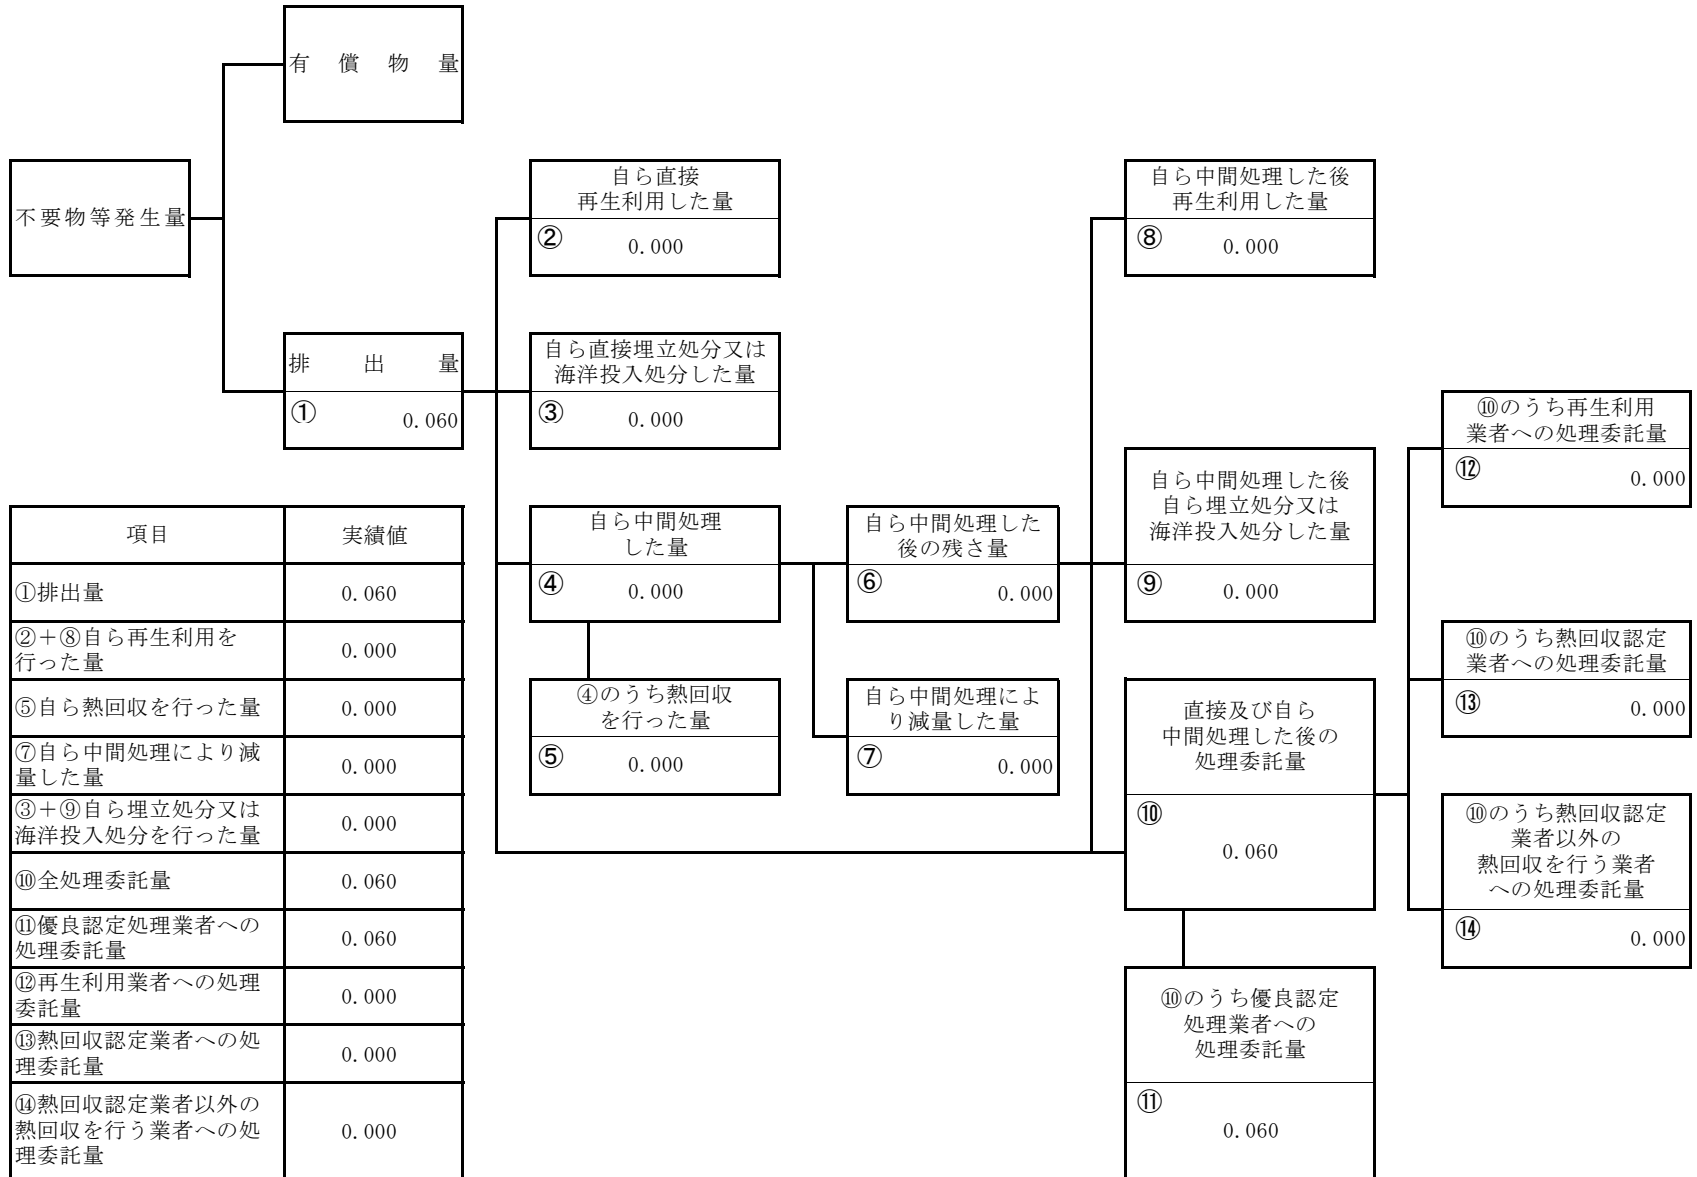 有償物量
不要物等発生量
排出量
① 0.060
自ら直接
再生利用した量
② 0.000
自ら直接埋立処分又は
海洋投入処分した量
③ 0.000
自ら中間処理
した量
④ 0.000
④のうち熱回収
を行った量
⑤ 0.000
自ら中間処理した
後の残さ量
⑥ 0.000
自ら中間処理によ
り減量した量
⑦ 0.000
自ら中間処理した後
再生利用した量
⑧ 0.000
自ら中間処理した後
自ら埋立処分又は
海洋投入処分した量
⑨ 0.000
直接及び自ら
中間処理した後の
処理委託量
⑩
0.060
⑩のうち優良認定
処理業者への
処理委託量
⑪
0.060
⑩のうち再生利用
業者への処理委託量
⑫ 0.000
⑩のうち熱回収認定
業者への処理委託量
⑬ 0.000
⑩のうち熱回収認定
業者以外の
熱回収を行う業者
への処理委託量
⑭ 0.000
項目 実績値
①排出量 0.060
②+⑧自ら再生利用を
行った量 0.000
⑤自ら熱回収を行った量 0.000
⑦自ら中間処理により減
量した量 0.000
③+⑨自ら埋立処分又は
海洋投入処分を行った量 0.000
⑩全処理委託量 0.060
⑪優良認定処理業者への
処理委託量 0.060
⑫再生利用業者への処理
委託量 0.000
⑬熱回収認定業者への処
理委託量 0.000
⑭熱回収認定業者以外の
熱回収を行う業者への処 0.000
理委託量